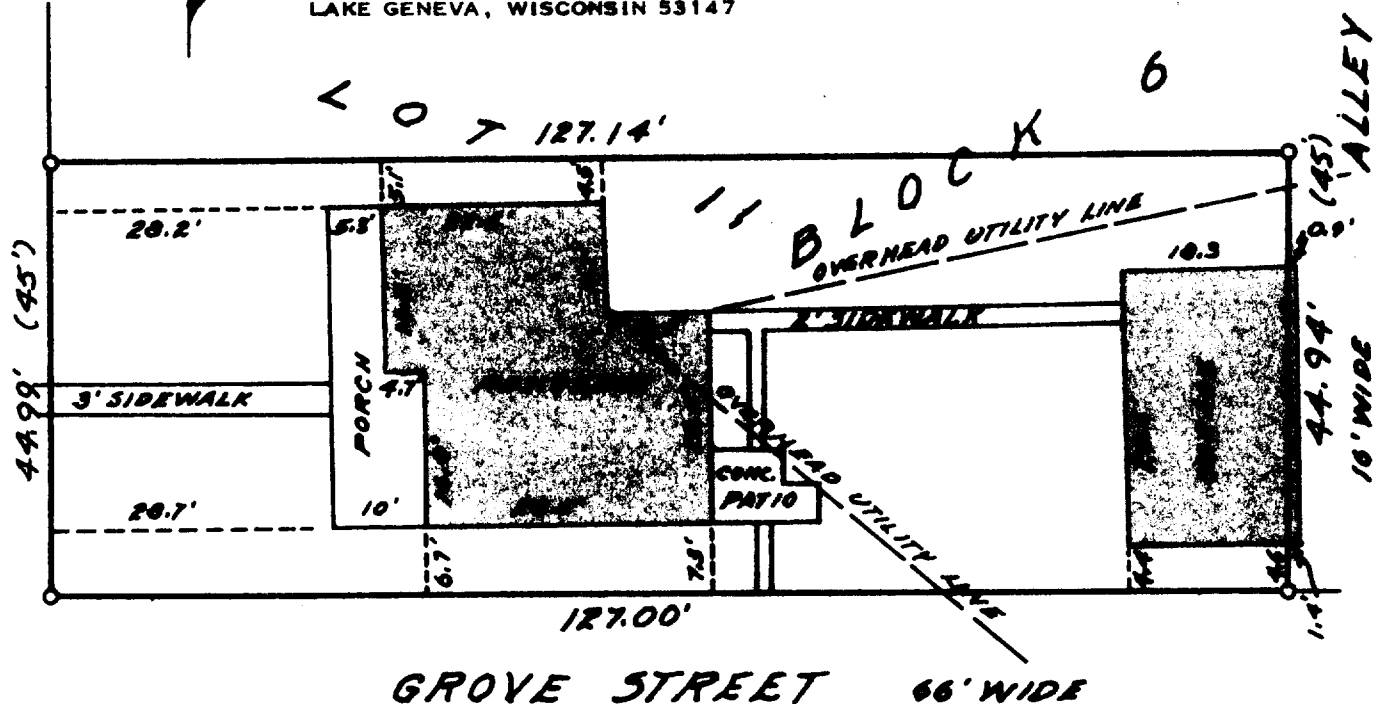 LAKE GENEVA, WISCONSIN 53147
LOT 11 BLOCK 6
127.14'
ALLEY
(45)
5.1'
4.5'
28.2'
5.3'
OVERHEAD UTILITY LINE
0.9'
18.3
2' SIDEWALK
44.99' (45')
3' SIDEWALK
PORCH
4.7'
44.94'
16' WIDE
OVERHEAD UTILITY LINE
CONC.
PATIO
28.7'
10'
6.7'
7.3'
4.4'
4.6'
1.4'
127.00'
GROVE STREET 66' WIDE